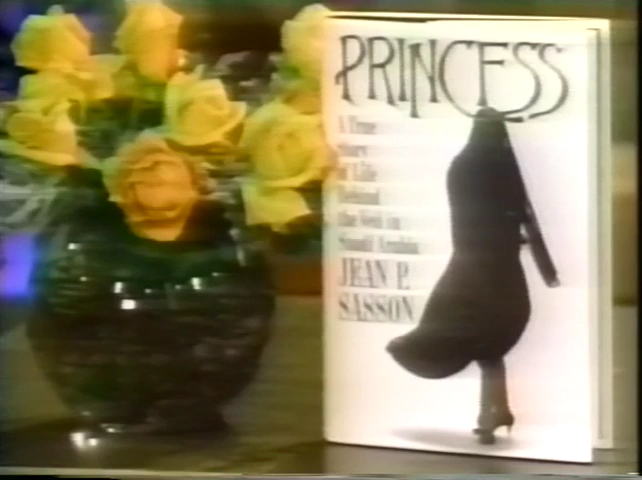 PRINCESS
A True
Story
of Life
Behind
the Veil in
Saudi Arabia
JEAN P.
SASSON